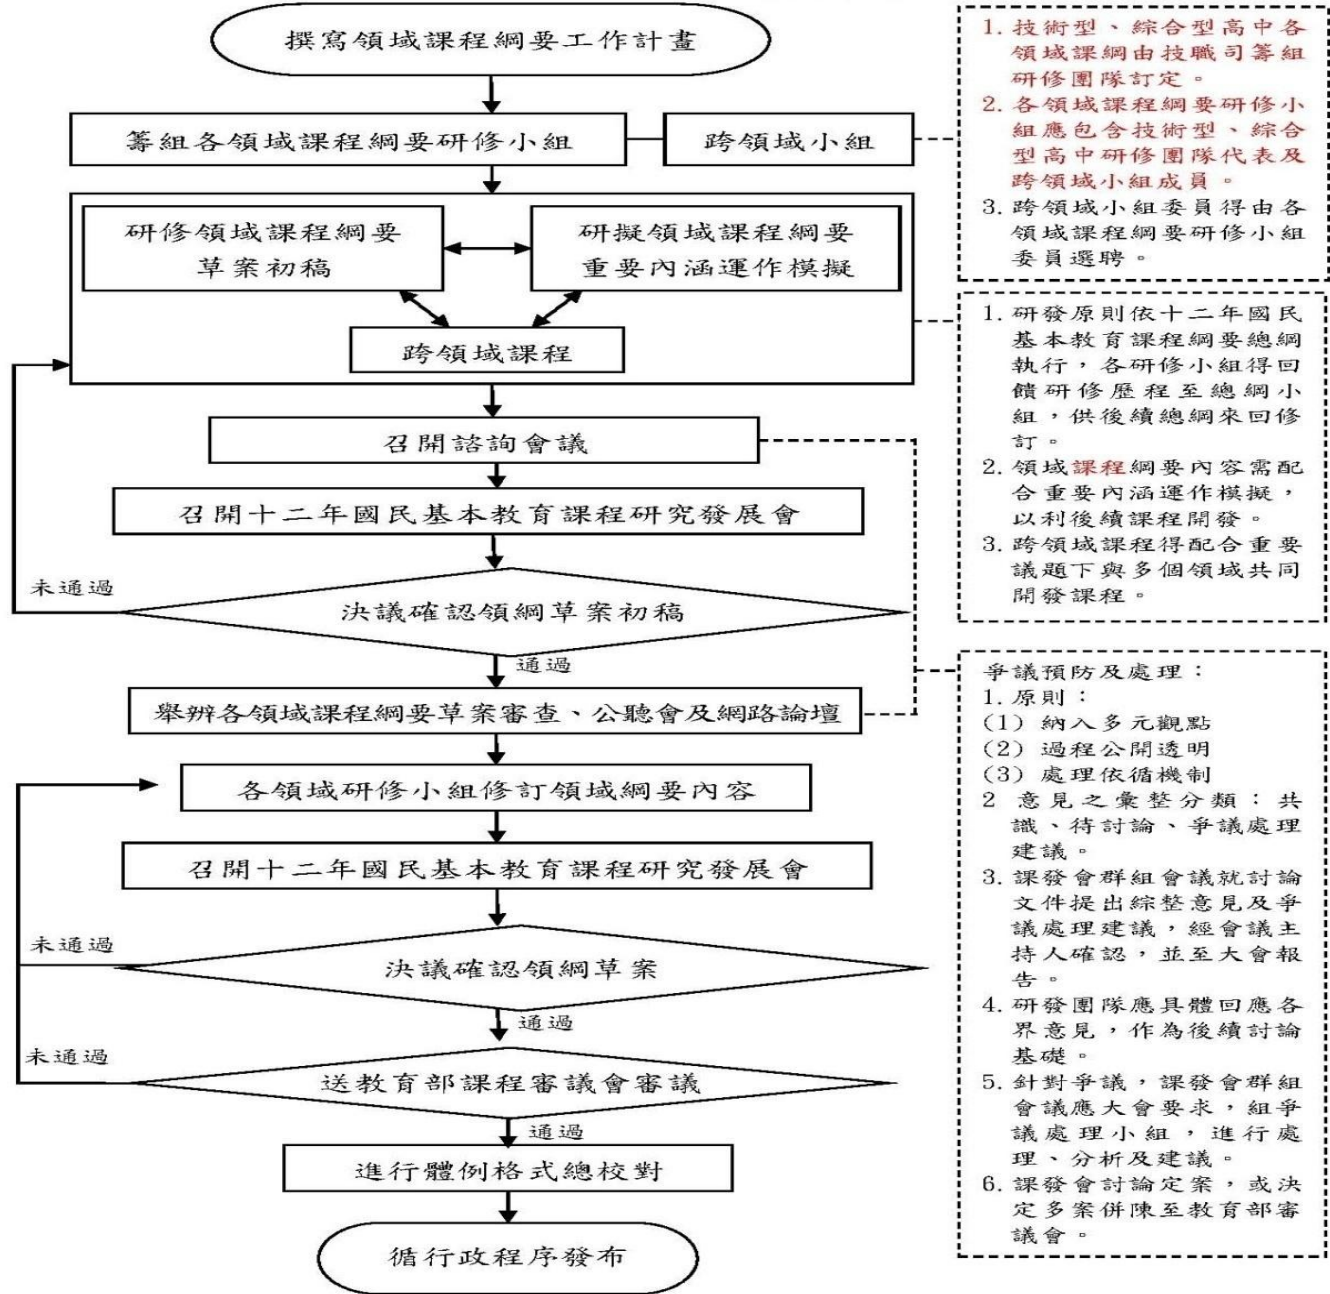 撰寫領域課程綱要工作計畫
籌組各領域課程綱要研修小組
跨領域小組
研修領域課程綱要
草案初稿
研擬領域課程綱要
重要內涵運作模擬
跨領域課程
召開諮詢會議
召開十二年國民基本教育課程研究發展會
未通過
決議確認領綱草案初稿
通過
舉辦各領域課程綱要草案審查、公聽會及網路論壇
各領域研修小組修訂領域綱要內容
召開十二年國民基本教育課程研究發展會
未通過
決議確認領綱草案
通過
未通過
送教育部課程審議會審議
通過
進行體例格式總校對
循行政程序發布
1. 技術型、綜合型高中各
領域課綱由技職司籌組
研修團隊訂定。
2. 各領域課程綱要研修小
組應包含技術型、綜合
型高中研修團隊代表及
跨領域小組成員。
3. 跨領域小組委員得由各
領域課程綱要研修小組
委員選聘。
1. 研發原則依十二年國民
基本教育課程綱要總綱
執行，各研修小組得回
饋研修歷程至總綱小
組，供後續總綱來回修
訂。
2. 領域課程綱要內容需配
合重要內涵運作模擬，
以利後續課程開發。
3. 跨領域課程得配合重要
議題下與多個領域共同
開發課程。
爭議預防及處理：
1. 原則：
(1) 納入多元觀點
(2) 過程公開透明
(3) 處理依循機制
2 意見之彙整分類：共
識、待討論、爭議處理
建議。
3. 課發會群組會議就討論
文件提出綜整意見及爭
議處理建議，經會議主
持人確認，並至大會報
告。
4. 研發團隊應具體回應各
界意見，作為後續討論
基礎。
5. 針對爭議，課發會群組
會議應大會要求，組爭
議處理小組，進行處
理、分析及建議。
6. 課發會討論定案，或決
定多案併陳至教育部審
議會。